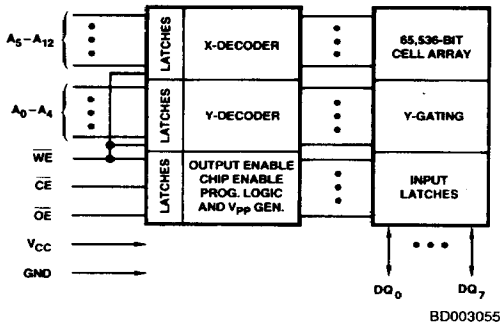 A5–A12
LATCHES
X-DECODER
65,536-BIT
CELL ARRAY
A0–A4
LATCHES
Y-DECODER
Y-GATING
WE
CE
OE
LATCHES
OUTPUT ENABLE
CHIP ENABLE
PROG. LOGIC
AND VPP GEN.
INPUT
LATCHES
VCC
GND
DQ0
DQ7
BD003055